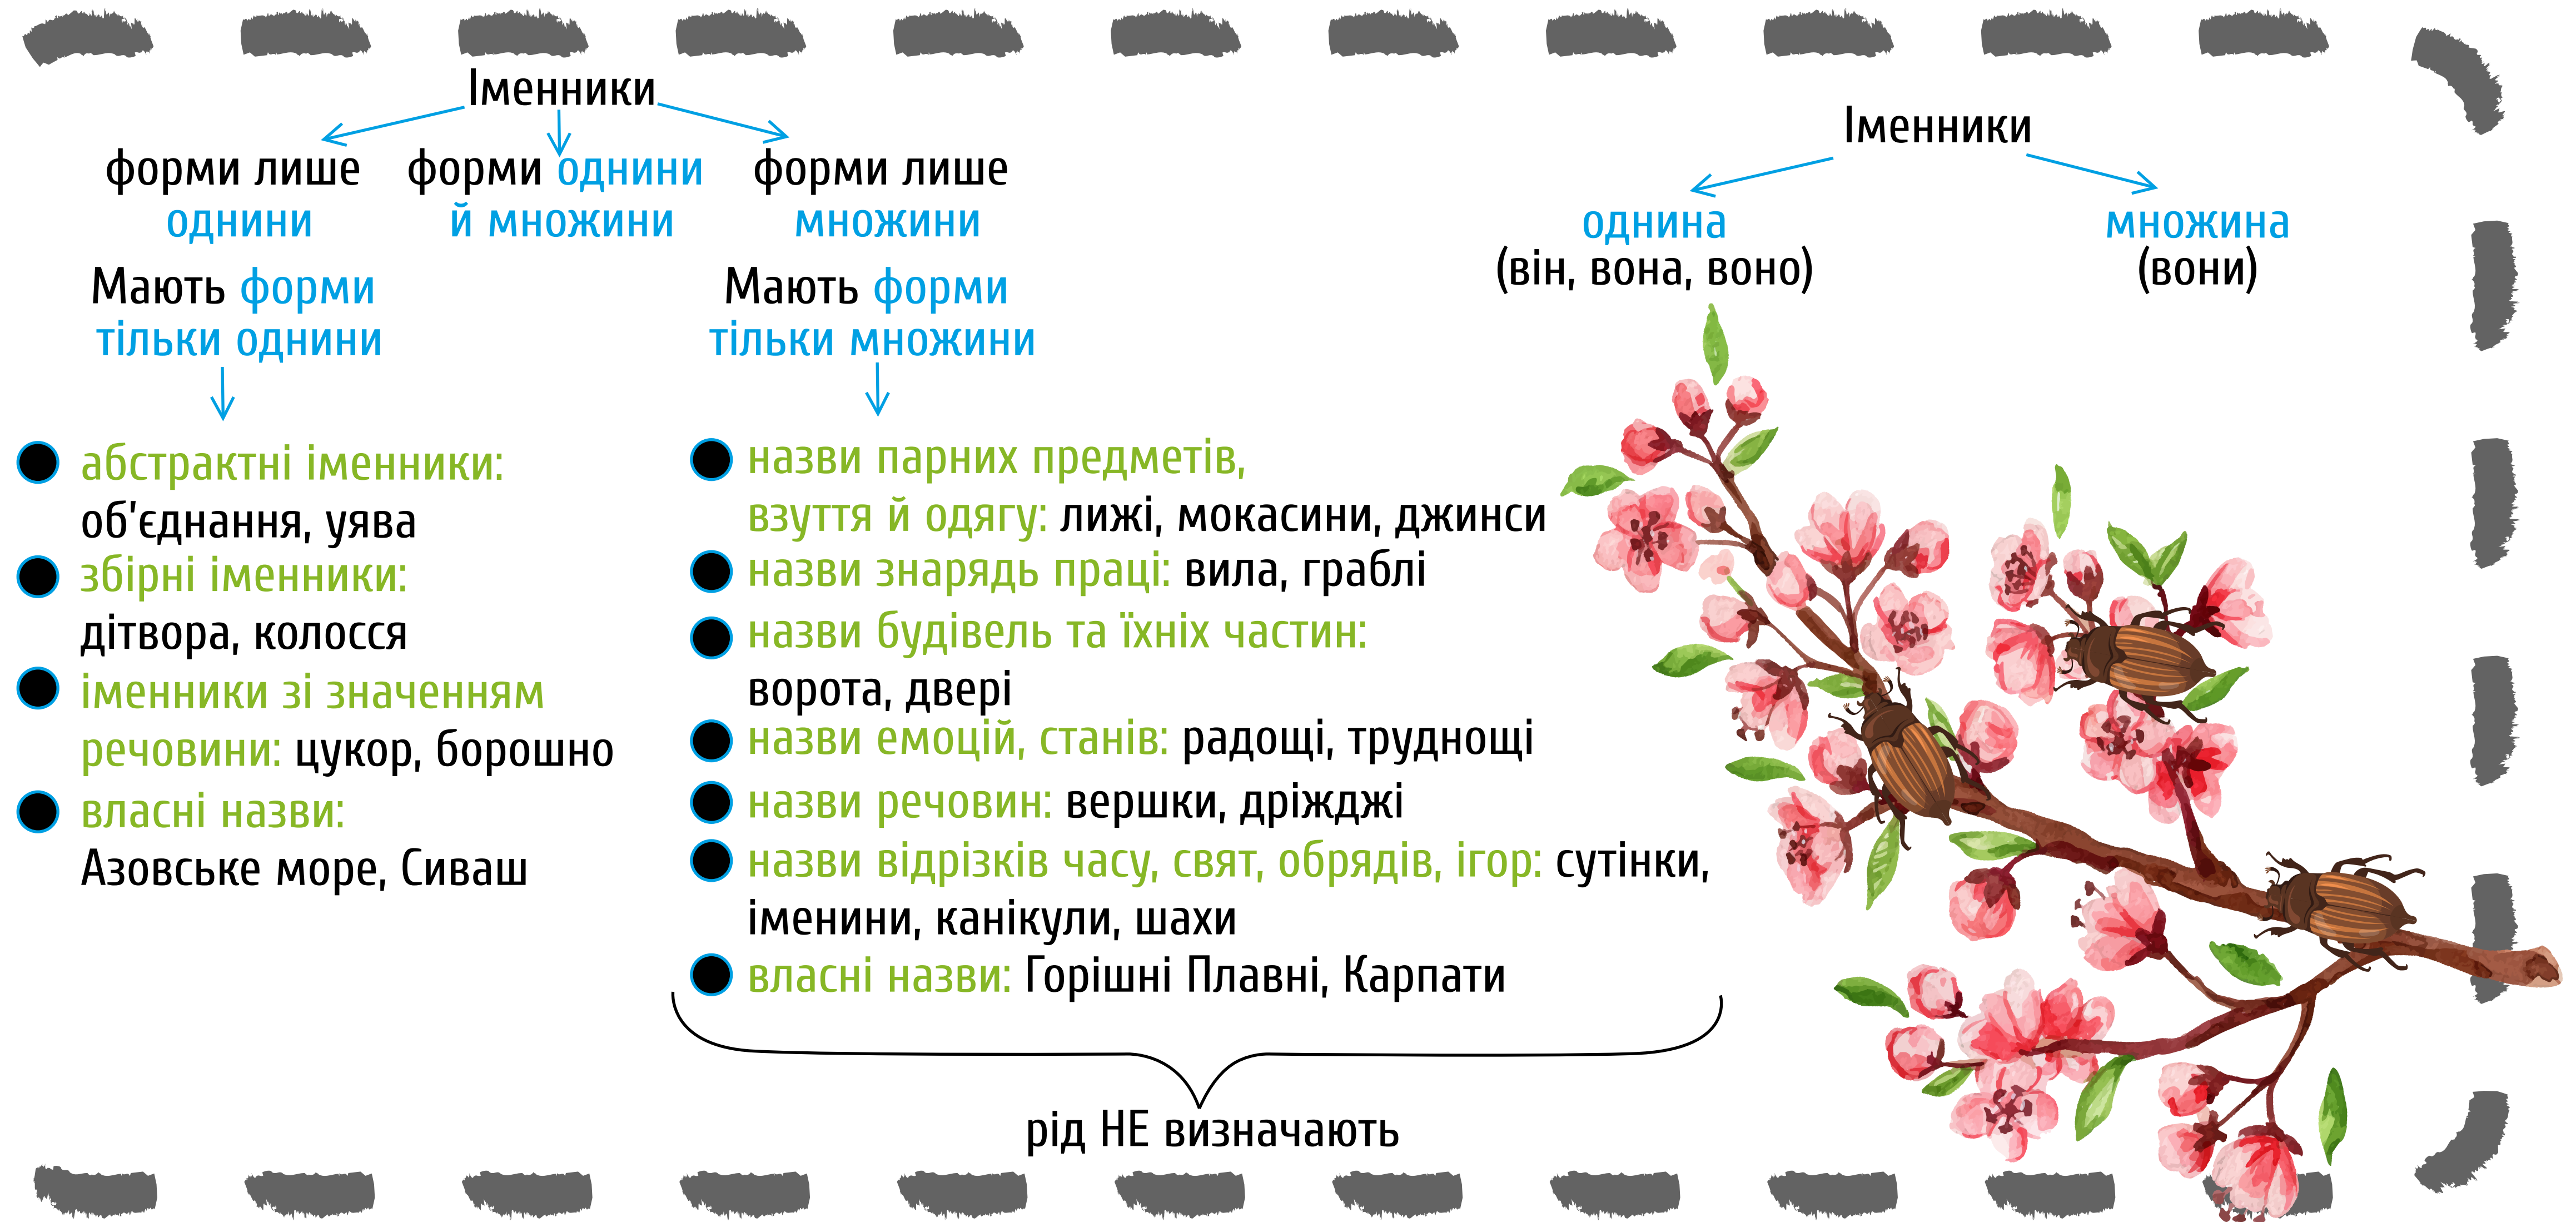 Іменники
форми лише
однини
форми однини
й множини
форми лише
множини
Мають форми
тільки однини
абстрактні іменники:
об’єднання, уява
збірні іменники:
дітвора, колосся
іменники зі значенням
речовини: цукор, борошно
власні назви:
Азовське море, Сиваш
Мають форми
тільки множини
назви парних предметів,
взуття й одягу: лижі, мокасини, джинси
назви знарядь праці: вила, граблі
назви будівель та їхніх частин:
ворота, двері
назви емоцій, станів: радощі, труднощі
назви речовин: вершки, дріжджі
назви відрізків часу, свят, обрядів, ігор: сутінки,
іменини, канікули, шахи
власні назви: Горішні Плавні, Карпати
рід НЕ визначають
Іменники
однина
(він, вона, воно)
множина
(вони)